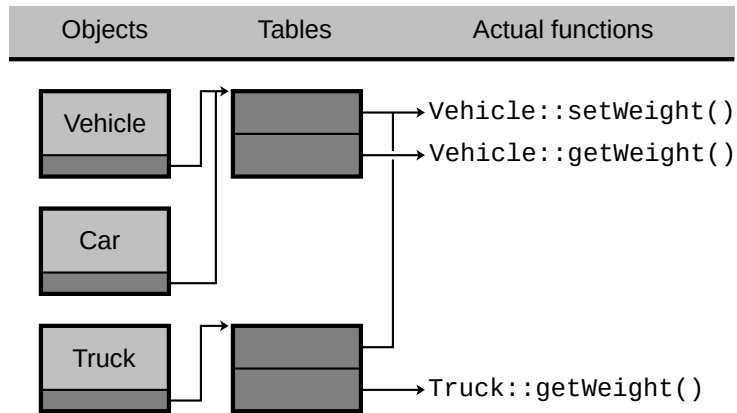 Objects Tables Actual functions
Vehicle
Vehicle::setWeight()
Vehicle::getWeight()
Car
Truck
Truck::getWeight()